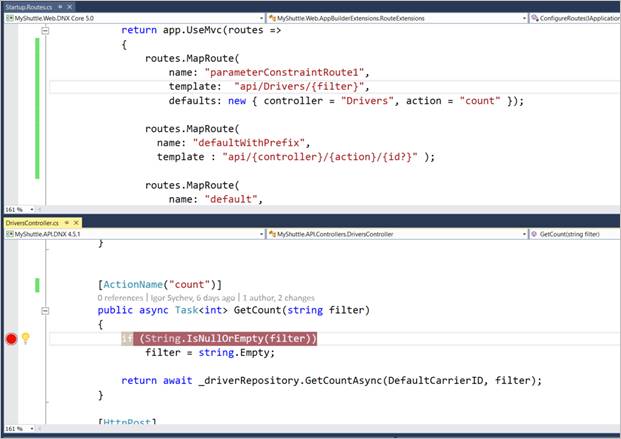 Startup.Routes.cs
MyShuttle.Web.DNX Core 5.0 MyShuttle.Web.AppBuilderExtensions.RouteExtensions ConfigureRoutes(IApplication
return app.UseMvc(routes =>
{
routes.MapRoute(
name: "parameterConstraintRoute1",
template: "api/Drivers/{filter}",
defaults: new { controller = "Drivers", action = "count" });
routes.MapRoute(
name: "defaultWithPrefix",
template : "api/{controller}/{action}/{id?}" );
routes.MapRoute(
name: "default",
161 %
DriversController.cs
MyShuttle.API.DNX 4.5.1 MyShuttle.API.Controllers.DriversController GetCount(string filter)
}
[ActionName("count")]
0 references | Igor Sychev, 6 days ago | 1 author, 2 changes
public async Task<int> GetCount(string filter)
{
if (String.IsNullOrEmpty(filter))
filter = string.Empty;
return await _driverRepository.GetCountAsync(DefaultCarrierID, filter);
}
[HttpPost]
161 %